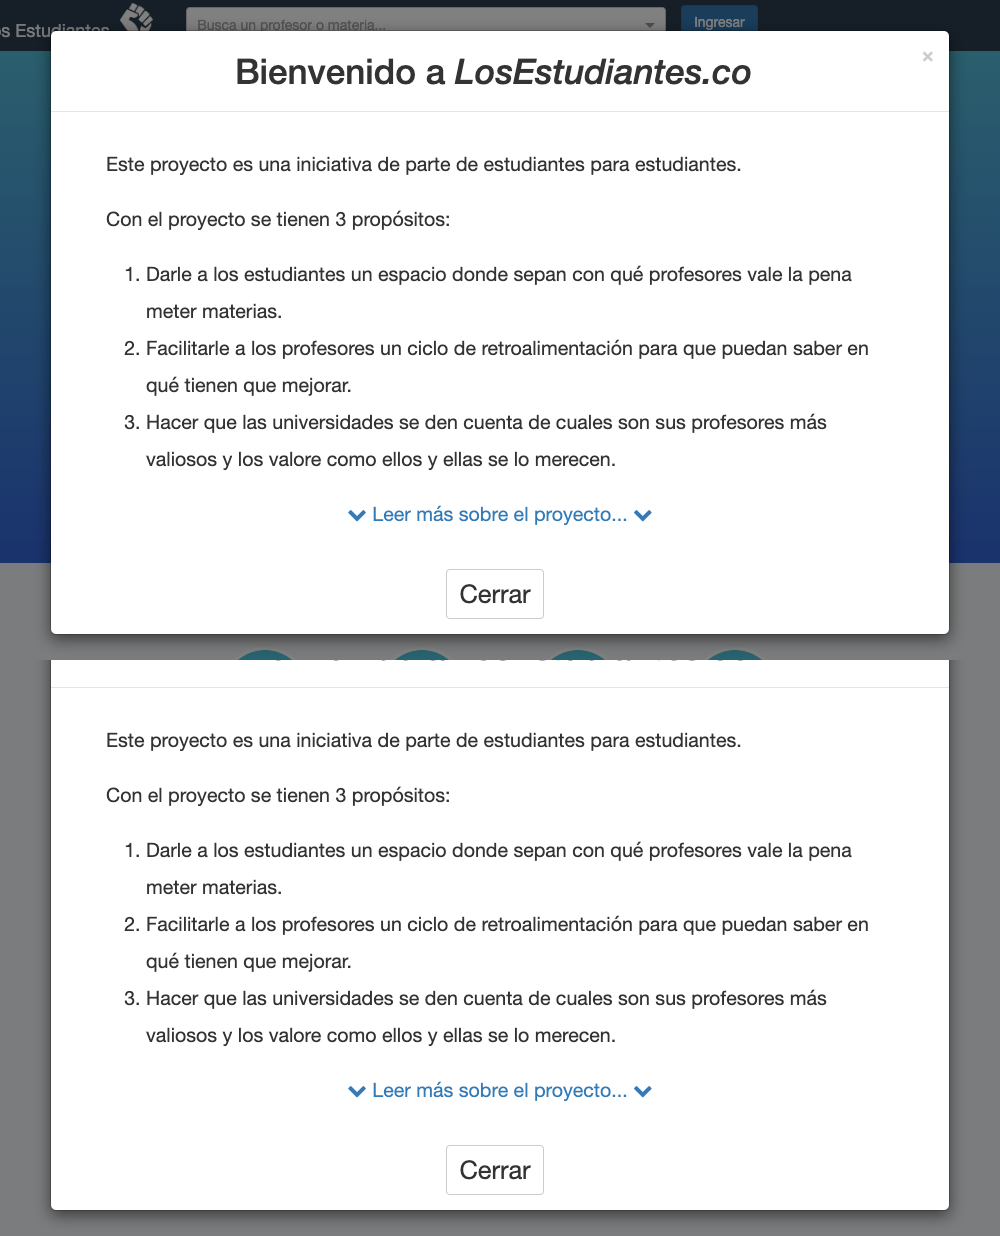 s Estudiantes
Busca un profesor o materia...
Ingresar
×
Bienvenido a LosEstudiantes.co
Este proyecto es una iniciativa de parte de estudiantes para estudiantes.
Con el proyecto se tienen 3 propósitos:
1. Darle a los estudiantes un espacio donde sepan con qué profesores vale la pena
meter materias.
2. Facilitarle a los profesores un ciclo de retroalimentación para que puedan saber en
qué tienen que mejorar.
3. Hacer que las universidades se den cuenta de cuales son sus profesores más
valiosos y los valore como ellos y ellas se lo merecen.
Leer más sobre el proyecto...
Cerrar
Este proyecto es una iniciativa de parte de estudiantes para estudiantes.
Con el proyecto se tienen 3 propósitos:
1. Darle a los estudiantes un espacio donde sepan con qué profesores vale la pena
meter materias.
2. Facilitarle a los profesores un ciclo de retroalimentación para que puedan saber en
qué tienen que mejorar.
3. Hacer que las universidades se den cuenta de cuales son sus profesores más
valiosos y los valore como ellos y ellas se lo merecen.
Leer más sobre el proyecto...
Cerrar